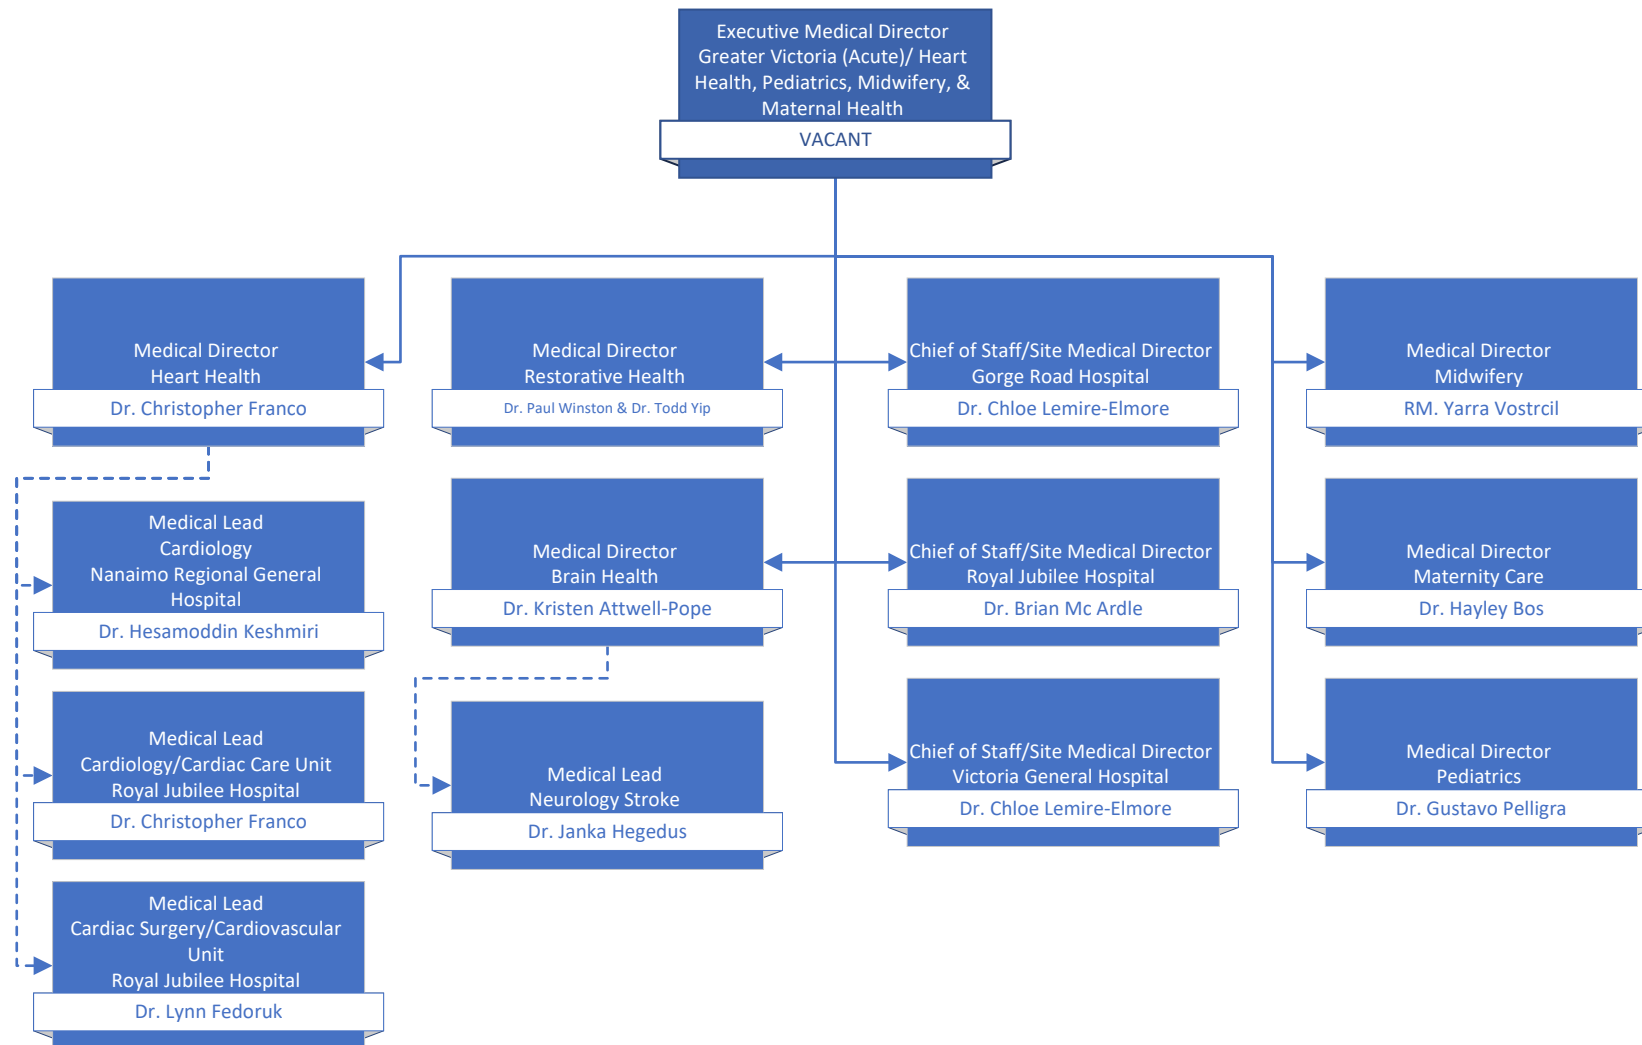 Executive Medical Director
Greater Victoria (Acute)/ Heart
Health, Pediatrics, Midwifery, &
Maternal Health
VACANT
Medical Director
Heart Health
Dr. Christopher Franco
Medical Director
Restorative Health
Dr. Paul Winston & Dr. Todd Yip
Chief of Staff/Site Medical Director
Gorge Road Hospital
Dr. Chloe Lemire-Elmore
Medical Director
Midwifery
RM. Yarra Vostrcil
Medical Lead
Cardiology
Nanaimo Regional General
Hospital
Dr. Hesamoddin Keshmiri
Medical Director
Brain Health
Dr. Kristen Attwell-Pope
Chief of Staff/Site Medical Director
Royal Jubilee Hospital
Dr. Brian Mc Ardle
Medical Director
Maternity Care
Dr. Hayley Bos
Medical Lead
Cardiology/Cardiac Care Unit
Royal Jubilee Hospital
Dr. Christopher Franco
Medical Lead
Neurology Stroke
Dr. Janka Hegedus
Chief of Staff/Site Medical Director
Victoria General Hospital
Dr. Chloe Lemire-Elmore
Medical Director
Pediatrics
Dr. Gustavo Pelligra
Medical Lead
Cardiac Surgery/Cardiovascular
Unit
Royal Jubilee Hospital
Dr. Lynn Fedoruk